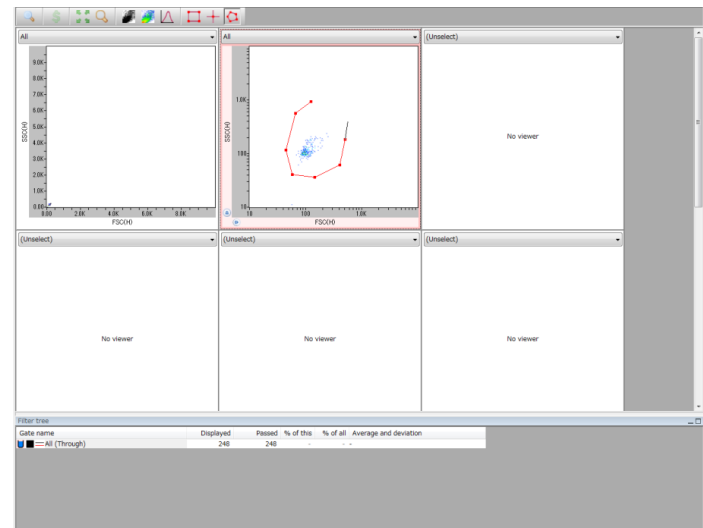 All
All
(Unselect)
9.0K
8.0K
7.0K
6.0K
5.0K
4.0K
3.0K
2.0K
1.0K
0.00
SSC(H)
0.00 2.0K 4.0K 6.0K 8.0K
FSC(H)
1.0K
100
10
SSC(H)
10 100 1.0K
FSC(H)
No viewer
(Unselect)
(Unselect)
(Unselect)
No viewer
No viewer
No viewer
Filter tree
Gate name Displayed Passed % of this % of all Average and deviation
All (Through) 248 248 - - -